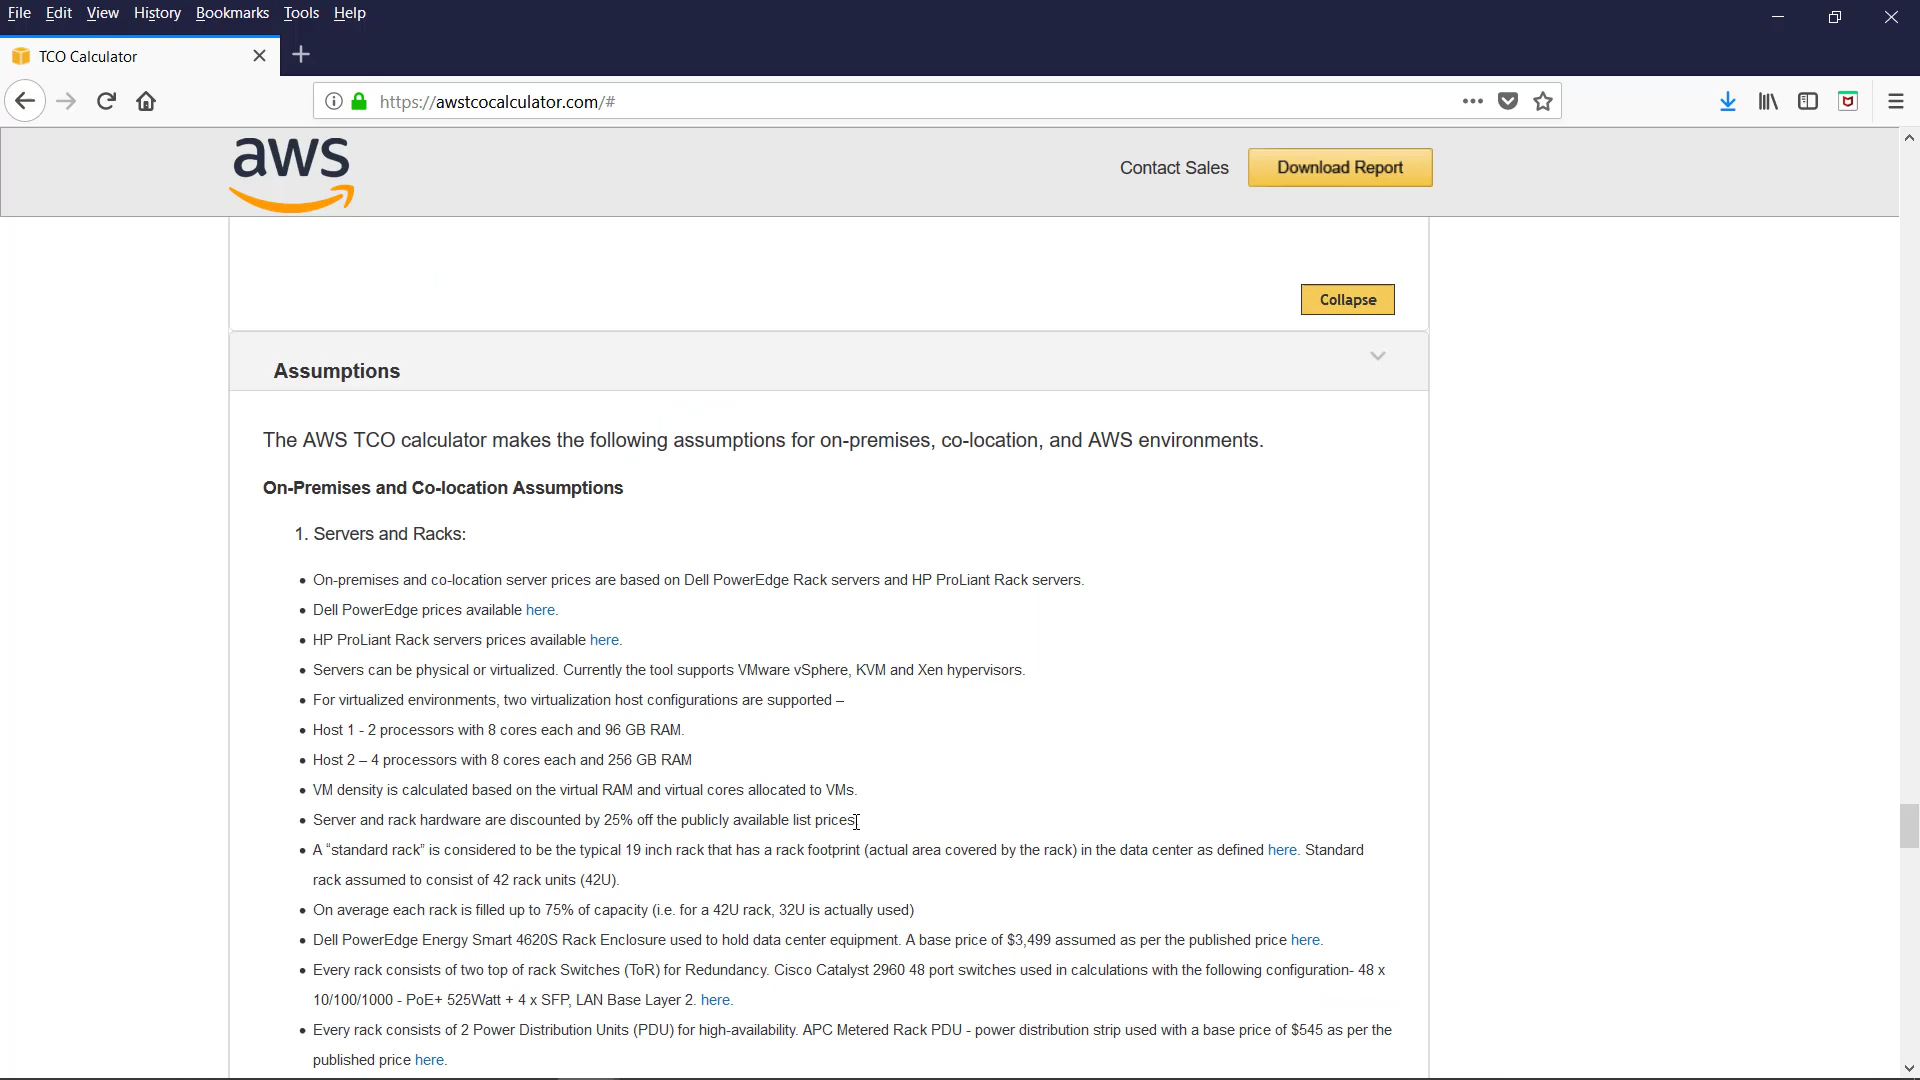 File Edit View History Bookmarks Tools Help
TCO Calculator
https://awstcocalculator.com/#
aws
Contact Sales
Download Report
Collapse
Assumptions
The AWS TCO calculator makes the following assumptions for on-premises, co-location, and AWS environments.
On-Premises and Co-location Assumptions
1. Servers and Racks:
• On-premises and co-location server prices are based on Dell PowerEdge Rack servers and HP ProLiant Rack servers.
• Dell PowerEdge prices available here.
• HP ProLiant Rack servers prices available here.
• Servers can be physical or virtualized. Currently the tool supports VMware vSphere, KVM and Xen hypervisors.
• For virtualized environments, two virtualization host configurations are supported –
• Host 1 - 2 processors with 8 cores each and 96 GB RAM.
• Host 2 – 4 processors with 8 cores each and 256 GB RAM
• VM density is calculated based on the virtual RAM and virtual cores allocated to VMs.
• Server and rack hardware are discounted by 25% off the publicly available list prices
• A “standard rack” is considered to be the typical 19 inch rack that has a rack footprint (actual area covered by the rack) in the data center as defined here. Standard
rack assumed to consist of 42 rack units (42U).
• On average each rack is filled up to 75% of capacity (i.e. for a 42U rack, 32U is actually used)
• Dell PowerEdge Energy Smart 4620S Rack Enclosure used to hold data center equipment. A base price of $3,499 assumed as per the published price here.
• Every rack consists of two top of rack Switches (ToR) for Redundancy. Cisco Catalyst 2960 48 port switches used in calculations with the following configuration- 48 x
10/100/1000 - PoE+ 525Watt + 4 x SFP, LAN Base Layer 2. here.
• Every rack consists of 2 Power Distribution Units (PDU) for high-availability. APC Metered Rack PDU - power distribution strip used with a base price of $545 as per the
published price here.